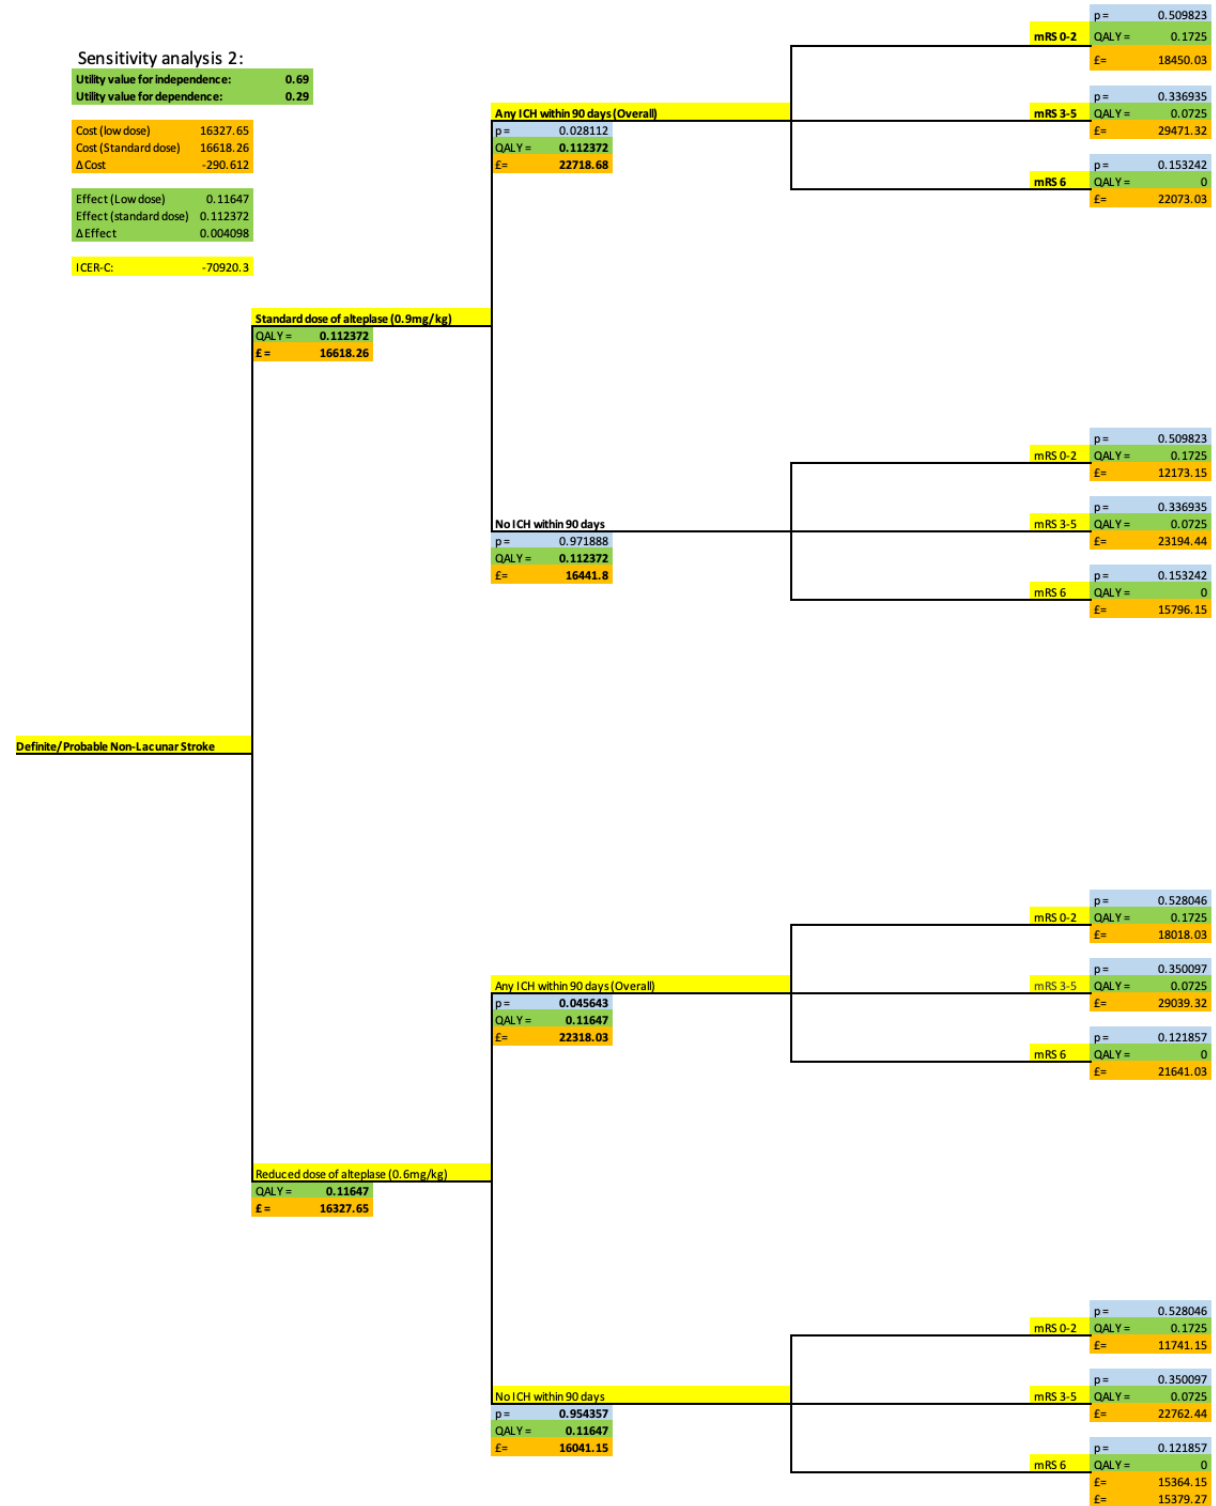 Sensitivity analysis 2:
Utility value for independence: 0.69
Utility value for dependence: 0.29
Cost (low dose) 16327.65
Cost (Standard dose) 16618.26
Δ Cost -290.612
Effect (Low dose) 0.11647
Effect (standard dose) 0.112372
Δ Effect 0.004098
ICER-C: -70920.3
Definite/Probable Non-Lacunar Stroke
Standard dose of alteplase (0.9mg/kg)
QALY = 0.112372
£ = 16618.26
Any ICH within 90 days (Overall)
p = 0.028112
QALY = 0.112372
£= 22718.68
p = 0.509823
mRS 0-2 QALY = 0.1725
£= 18450.03
p = 0.336935
mRS 3-5 QALY = 0.0725
£= 29471.32
p = 0.153242
mRS 6 QALY = 0
£= 22073.03
No ICH within 90 days
p = 0.971888
QALY = 0.112372
£= 16441.8
p = 0.509823
mRS 0-2 QALY = 0.1725
£= 12173.15
p = 0.336935
mRS 3-5 QALY = 0.0725
£= 23194.44
p = 0.153242
mRS 6 QALY = 0
£= 15796.15
Reduced dose of alteplase (0.6mg/kg)
QALY = 0.11647
£ = 16327.65
Any ICH within 90 days (Overall)
p = 0.045643
QALY = 0.11647
£= 22318.03
p = 0.528046
mRS 0-2 QALY = 0.1725
£= 18018.03
p = 0.350097
mRS 3-5 QALY = 0.0725
£= 29039.32
p = 0.121857
mRS 6 QALY = 0
£= 21641.03
No ICH within 90 days
p = 0.954357
QALY = 0.11647
£= 16041.15
p = 0.528046
mRS 0-2 QALY = 0.1725
£= 11741.15
p = 0.350097
mRS 3-5 QALY = 0.0725
£= 22762.44
p = 0.121857
mRS 6 QALY = 0
£= 15364.15
£= 15379.27